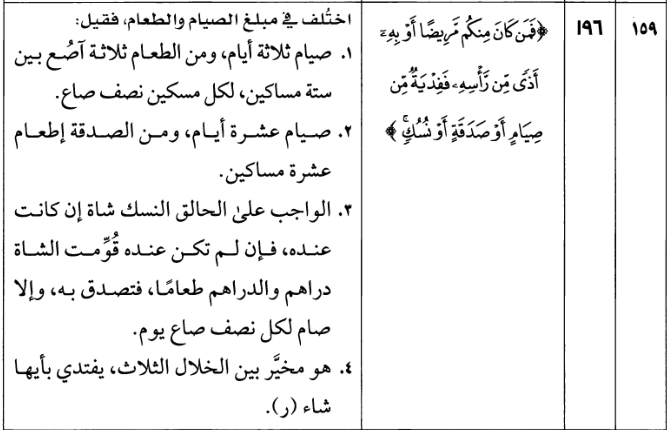 ١٥٩
١٩٦
﴿فَمَن كَانَ مِنكُم مَّرِيضًا أَوْ بِهِۦٓ
أَذًى مِّن رَّأْسِهِۦ فَفِدْيَةٌ مِّن
صِيَامٍ أَوْ صَدَقَةٍ أَوْ نُسُكٍۚ﴾
اختُلف في مبلغ الصيام والطعام، فقيل:
١. صيام ثلاثة أيام، ومن الطعام ثلاثة آصُع بين
ستة مساكين، لكل مسكين نصف صاع.
٢. صيام عشرة أيام، ومن الصدقة إطعام
عشرة مساكين.
٣. الواجب على الحالق النسك شاة إن كانت
عنده، فإن لم تكن عنده قُوِّمت الشاة
دراهم والدراهم طعامًا، فتصدق به، وإلا
صام لكل نصف صاع يوم.
٤. هو مخيَّر بين الخلال الثلاث، يفتدي بأيها
شاء (ر).